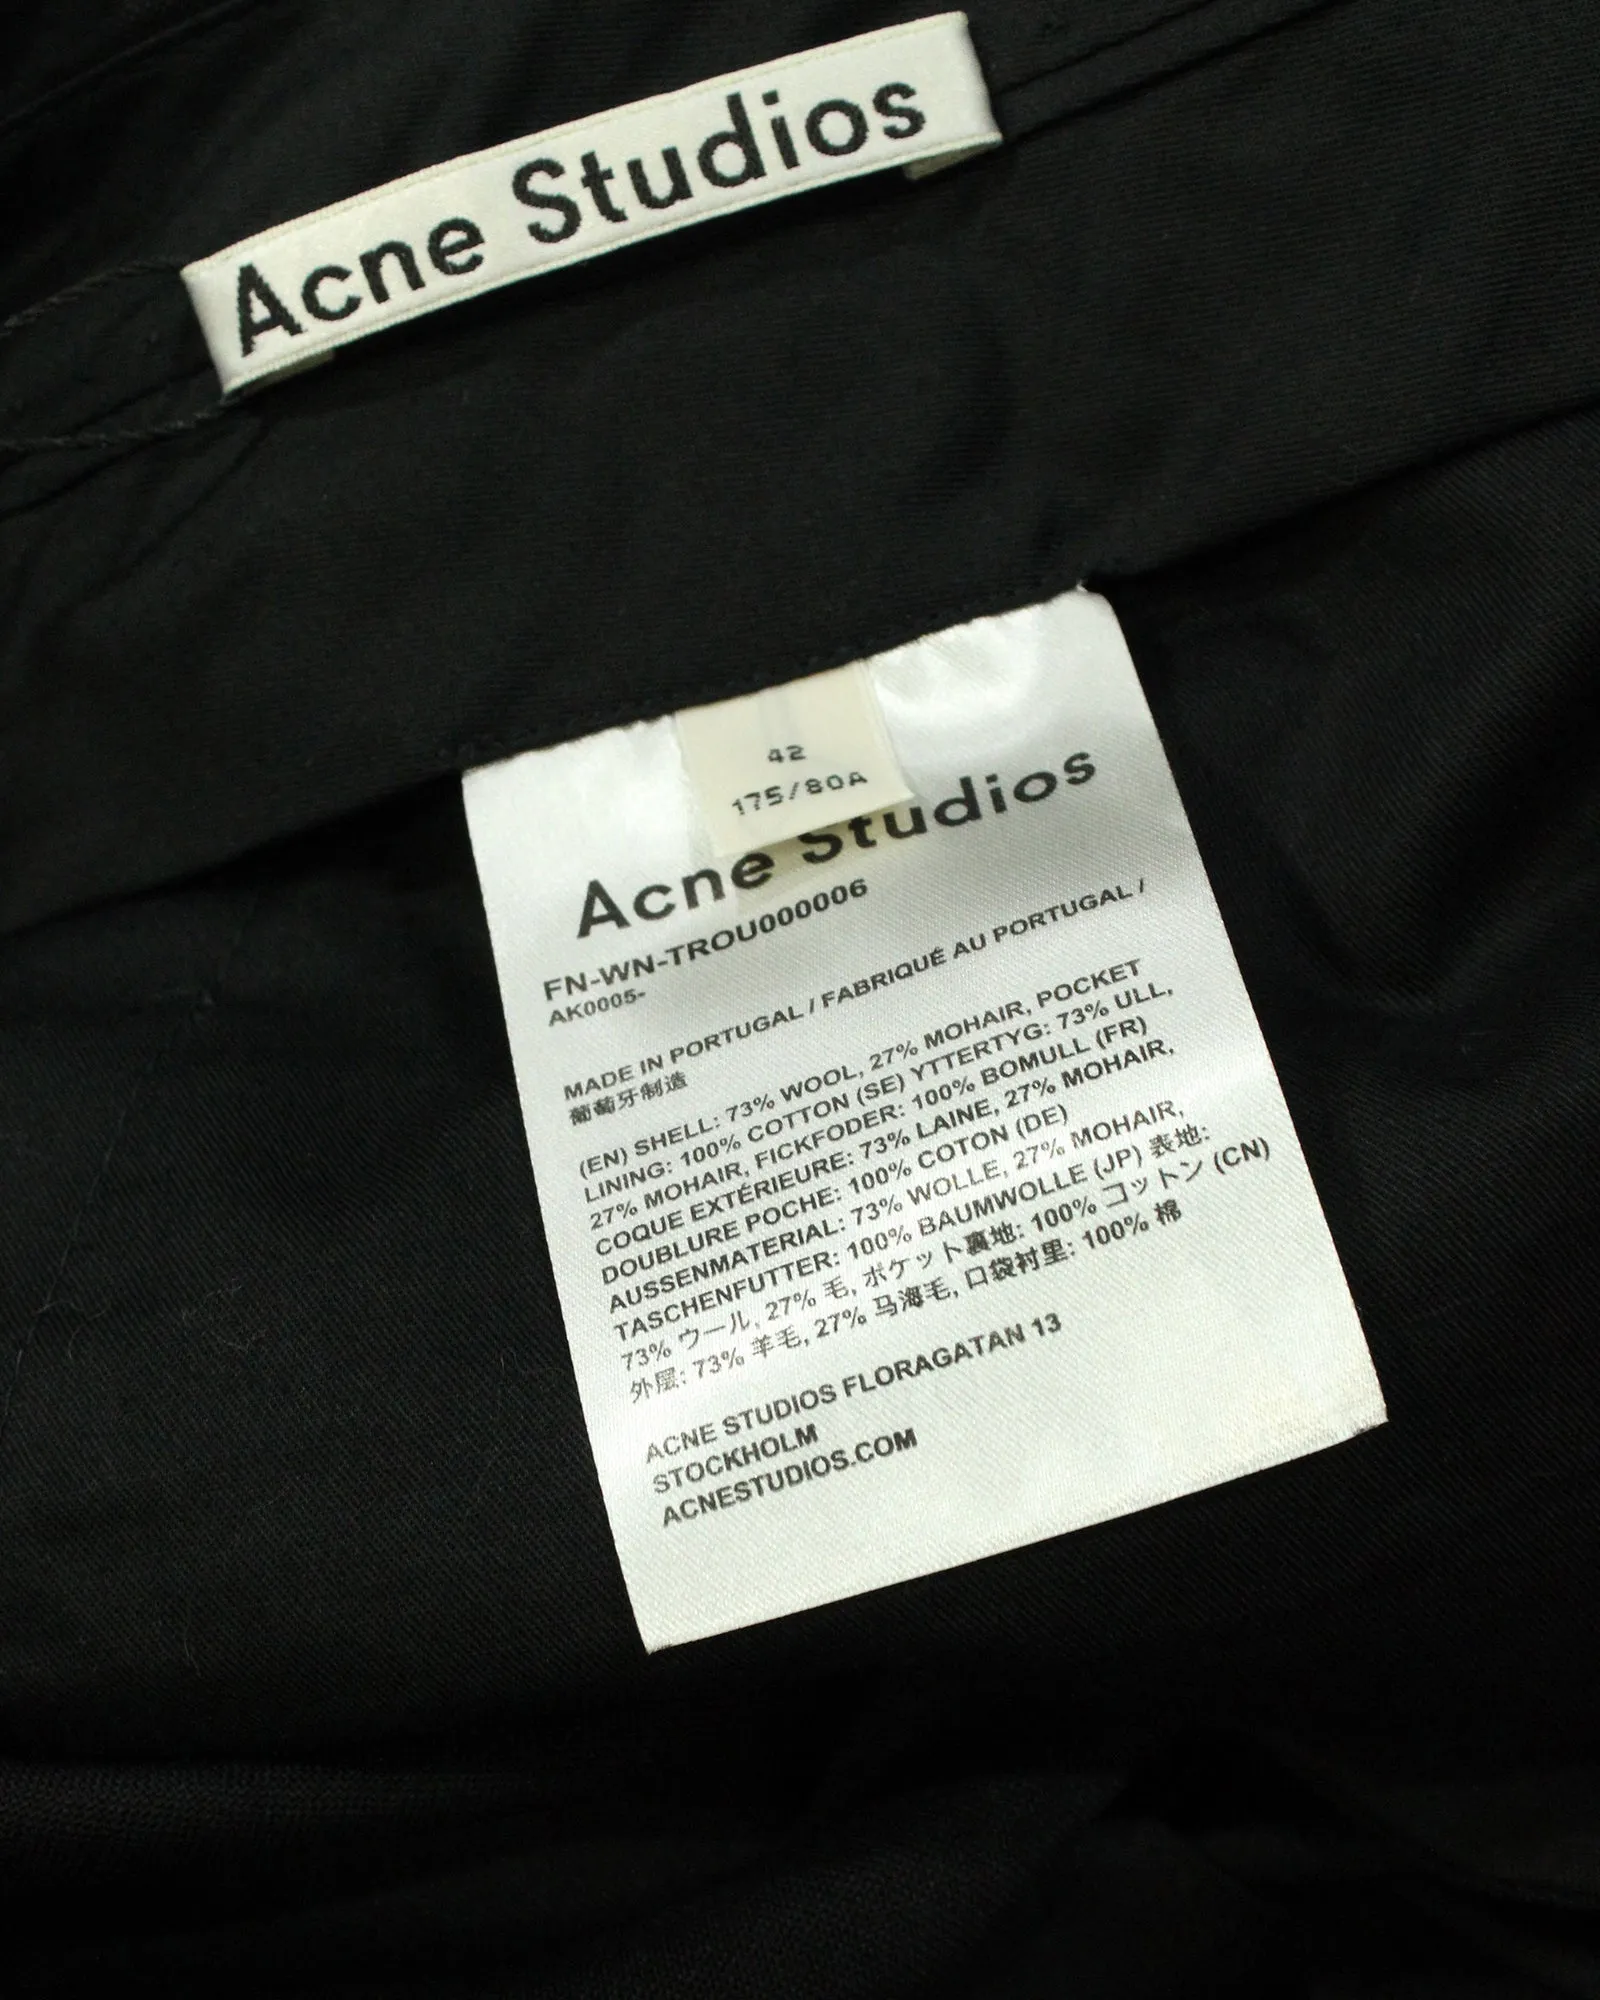 Acne Studios
42
175/80A
Acne Studios
FN-WN-TROU000006
AK0005-
MADE IN PORTUGAL / FABRIQUÉ AU PORTUGAL /
葡萄牙制造
(EN) SHELL: 73% WOOL, 27% MOHAIR, POCKET
LINING: 100% COTTON (SE) YTTERTYG: 73% ULL,
27% MOHAIR, FICKFODER: 100% BOMULL (FR)
COQUE EXTÉRIEURE: 73% LAINE, 27% MOHAIR,
DOUBLURE POCHE: 100% COTON (DE)
AUSSENMATERIAL: 73% WOLLE, 27% MOHAIR,
TASCHENFUTTER: 100% BAUMWOLLE (JP) 表地:
73% ウール, 27% 毛, ポケット裏地: 100% コットン (CN)
外层: 73% 羊毛, 27% 马海毛, 口袋衬里: 100% 棉
ACNE STUDIOS FLORAGATAN 13
STOCKHOLM
ACNESTUDIOS.COM